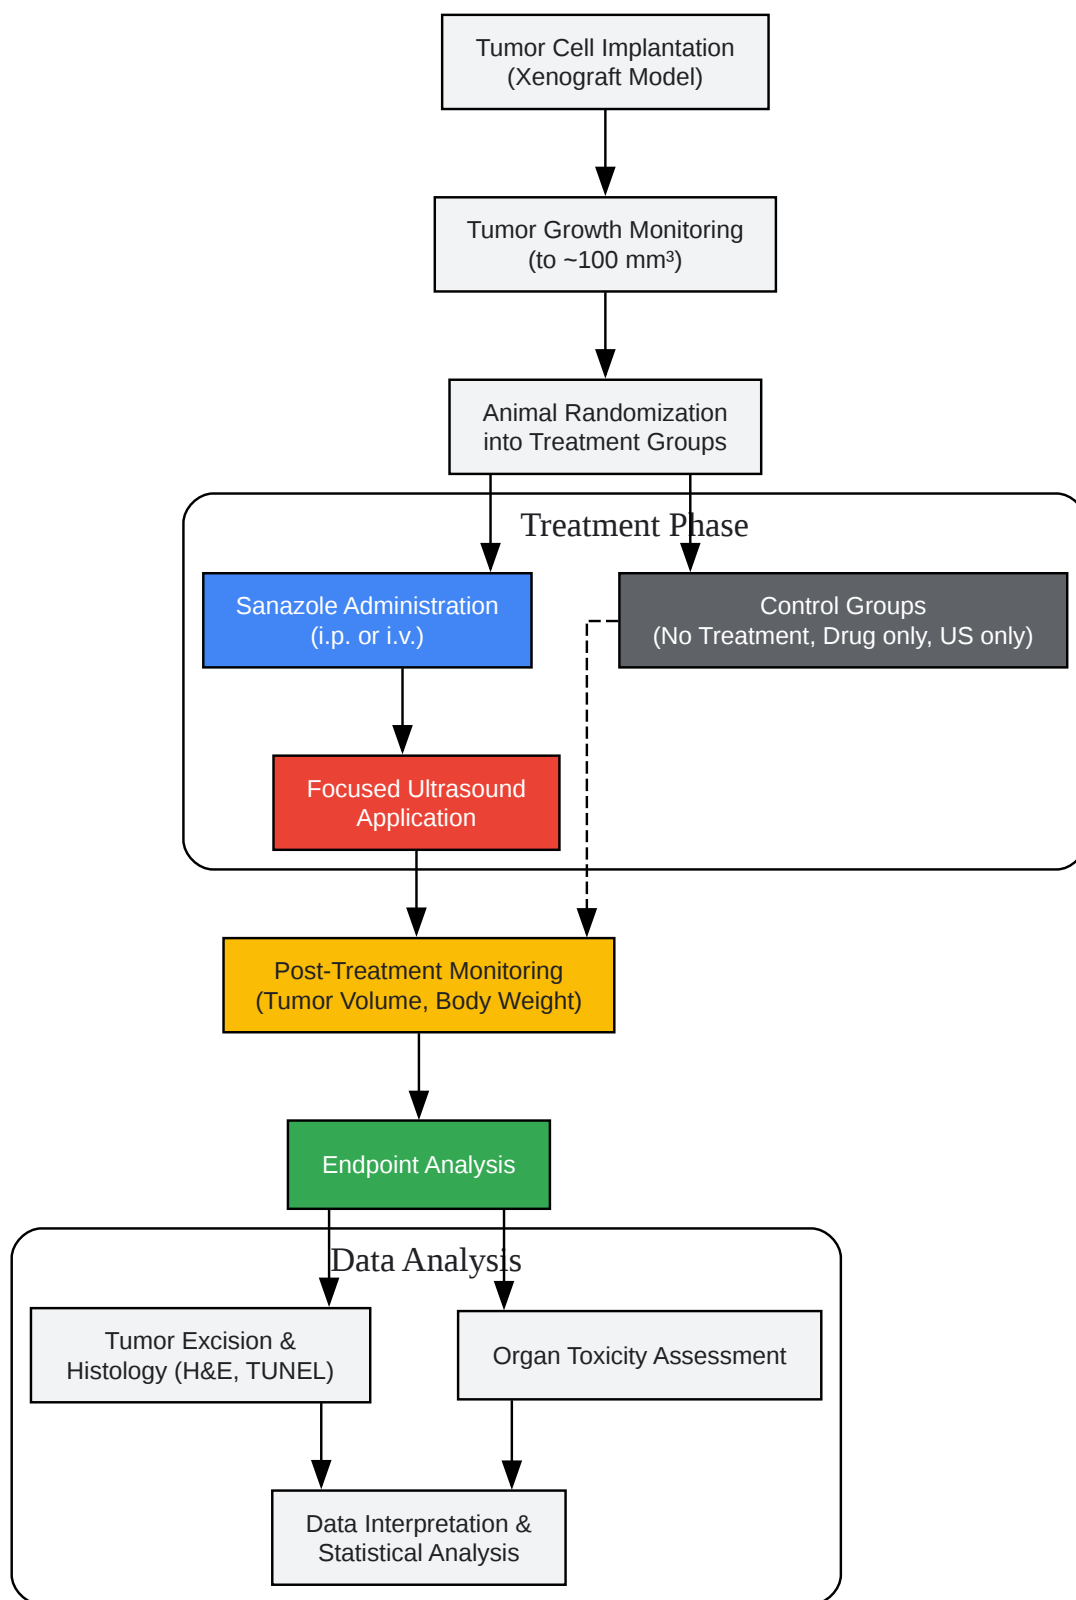 Tumor Cell Implantation
(Xenograft Model)
Tumor Growth Monitoring
(to ~100 mm³)
Animal Randomization
into Treatment Groups
Treatment Phase
Sanazole Administration
(i.p. or i.v.)
Control Groups
(No Treatment, Drug only, US only)
Focused Ultrasound
Application
Post-Treatment Monitoring
(Tumor Volume, Body Weight)
Endpoint Analysis
Data Analysis
Tumor Excision &
Histology (H&E, TUNEL)
Organ Toxicity Assessment
Data Interpretation &
Statistical Analysis